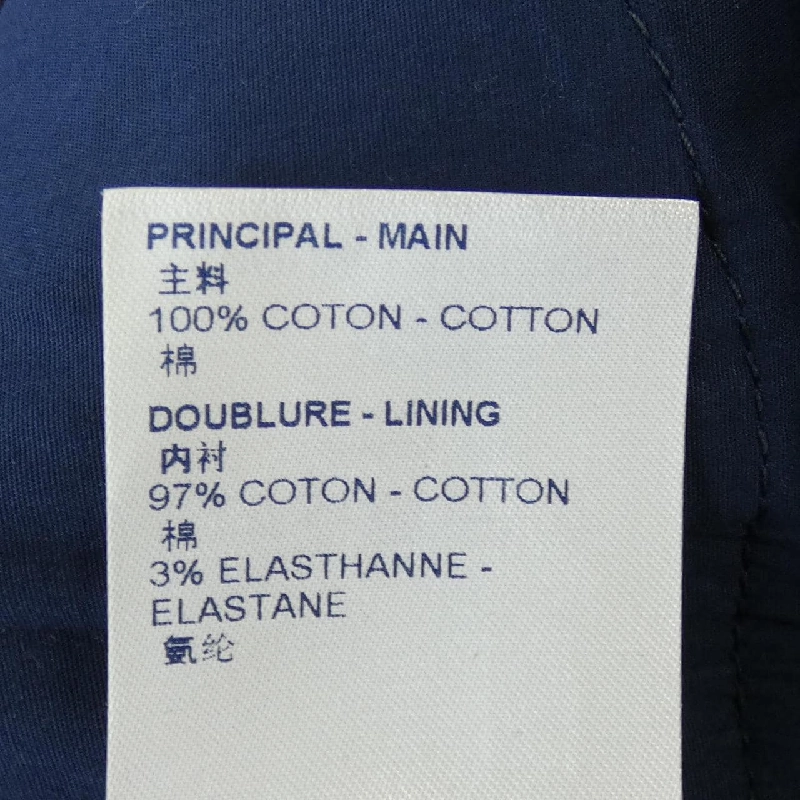 PRINCIPAL - MAIN
主料
100% COTON - COTTON
棉
DOUBLURE - LINING
内衬
97% COTON - COTTON
棉
3% ELASTHANNE -
ELASTANE
氨纶